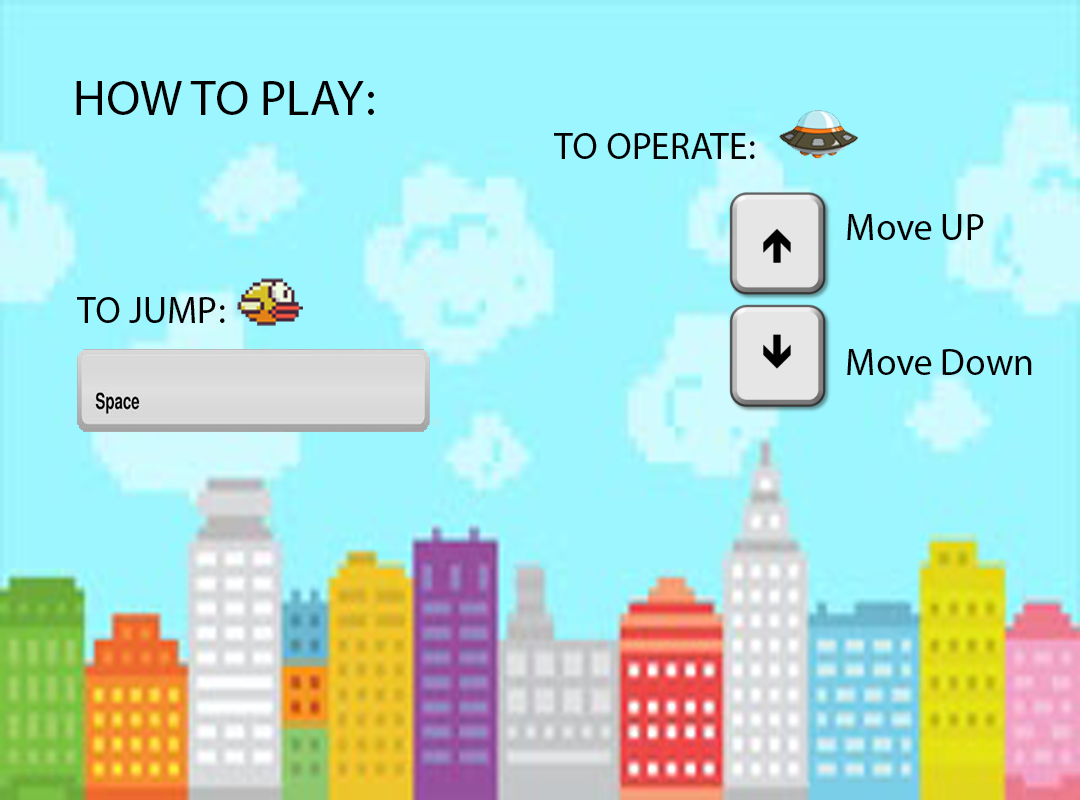 HOW TO PLAY:
TO OPERATE:
Move UP
TO JUMP:
Move Down
Space